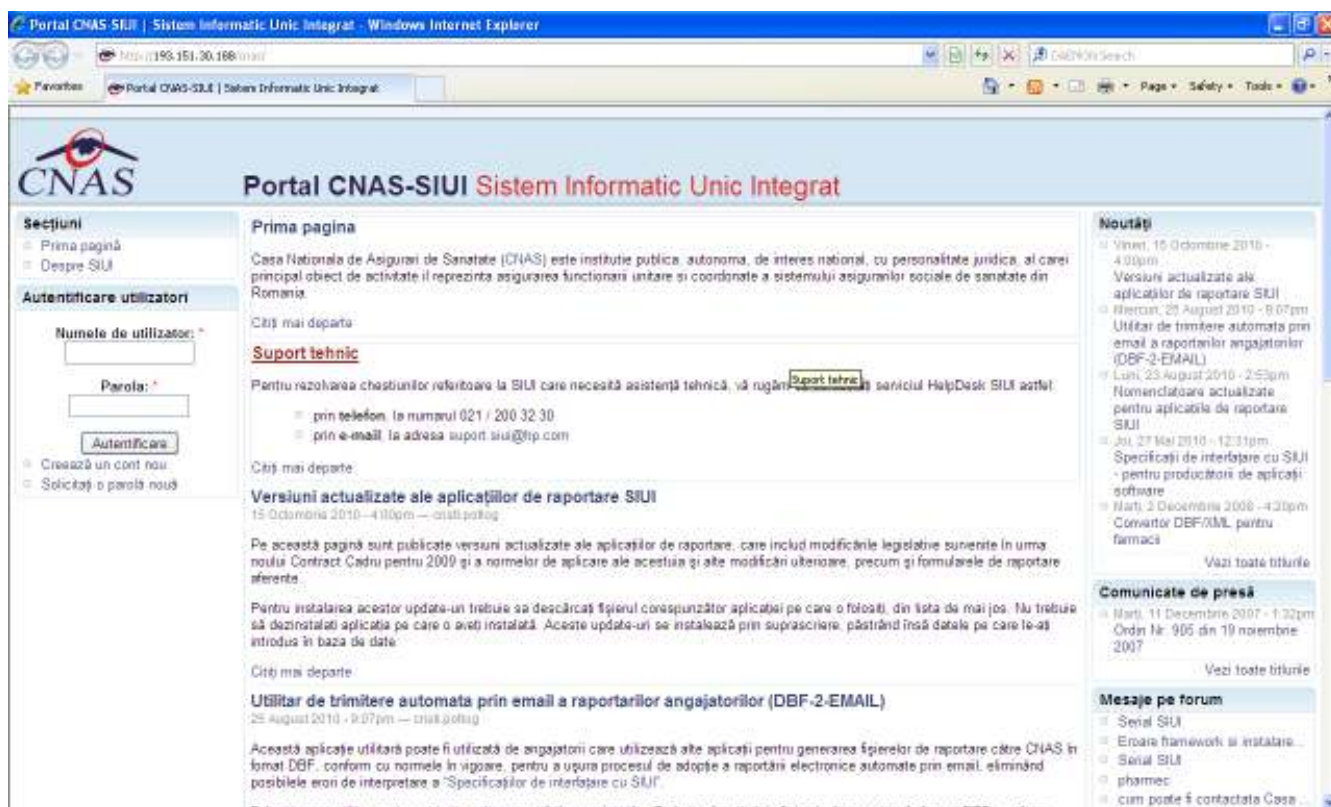 Portal CNAS-SIUI | Sistem Informatic Unic Integrat - Windows Internet Explorer
193.151.30.188
Search
Favorites
Portal CNAS-SIUI | Sistem Informatic Unic Integrat
Page
Safety
Tools
CNAS
Portal CNAS-SIUI Sistem Informatic Unic Integrat
Secțiuni
Prima pagină
Despre SIUI
Autentificare utilizatori
Numele de utilizator: *
Parola: *
Autentificare
Creează un cont nou
Solicitați o parolă nouă
Prima pagina
Casa Nationala de Asigurari de Sanatate (CNAS) este institutie publica, autonoma, de interes national, cu personalitate juridica, al carei
principal obiect de activitate il reprezinta asigurarea functionarii unitare si coordonate a sistemului asigurarilor sociale de sanatate din
Romania.
Citiți mai departe
Suport tehnic
Pentru rezolvarea chestiunilor referitoare la SIUI care necesită asistență tehnică, vă rugăm serviciul HelpDesk SIUI astfel:
Suport tehnic
prin telefon, la numarul 021 / 200 32 30
prin e-mail, la adresa suport.siui@hp.com
Citiți mai departe
Versiuni actualizate ale aplicațiilor de raportare SIUI
15 Octombrie 2010 - 4:00pm — cristi.poltog
Pe această pagină sunt publicate versiuni actualizate ale aplicațiilor de raportare, care includ modificările legislative survenite în urma
noului Contract Cadru pentru 2009 și a normelor de aplicare ale acestuia și alte modificări ulterioare, precum și formularele de raportare
aferente.
Pentru instalarea acestor update-uri trebuie sa descărcați fișierul corespunzător aplicației pe care o folosiți, din lista de mai jos. Nu trebuie
să dezinstalati aplicația pe care o aveți instalată. Aceste update-uri se instalează prin suprascriere, păstrând însă datele pe care le-ați
introdus în baza de date.
Citiți mai departe
Utilitar de trimitere automata prin email a raportarilor angajatorilor (DBF-2-EMAIL)
25 August 2010 - 9:07pm — cristi.poltog
Această aplicație utilitară poate fi utilizată de angajatorii care utilizează alte aplicații pentru generarea fișierelor de raportare către CNAS în
format DBF, conform cu normele în vigoare, pentru a ușura procesul de adopție a raportării electronice automate prin email, eliminând
posibilele erori de interpretare a "Specificațiilor de interfațare cu SIUI".
Noutăți
Vineri, 15 Octombrie 2010 -
4:00pm
Versiuni actualizate ale
aplicațiilor de raportare SIUI
Miercuri, 25 August 2010 - 9:07pm
Utilitar de trimitere automata prin
email a raportarilor angajatorilor
(DBF-2-EMAIL)
Luni, 23 August 2010 - 2:53pm
Nomenclatoare actualizate
pentru aplicatiile de raportare
SIUI
Joi, 27 Mai 2010 - 12:31pm
Specificații de interfațare cu SIUI
- pentru producătorii de aplicații
software
Marți, 2 Decembrie 2008 - 4:20pm
Convertor DBF/XML pentru
farmacii
Vezi toate titlurile
Comunicate de presă
Marți, 11 Decembrie 2007 - 1:32pm
Ordin Nr. 905 din 19 noiembrie
2007
Vezi toate titlurile
Mesaje pe forum
Serial SIUI
Eroare framework si instalare...
Serial SIUI
pharmec
cum poate fi contactata Casa ...